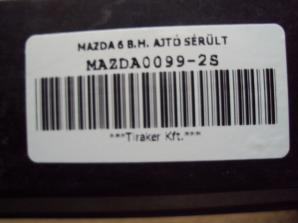 MAZDA 6 B.H. AJTÓ SÉRÜLT
MAZDA0099-2S
***Tiraker Kft.***